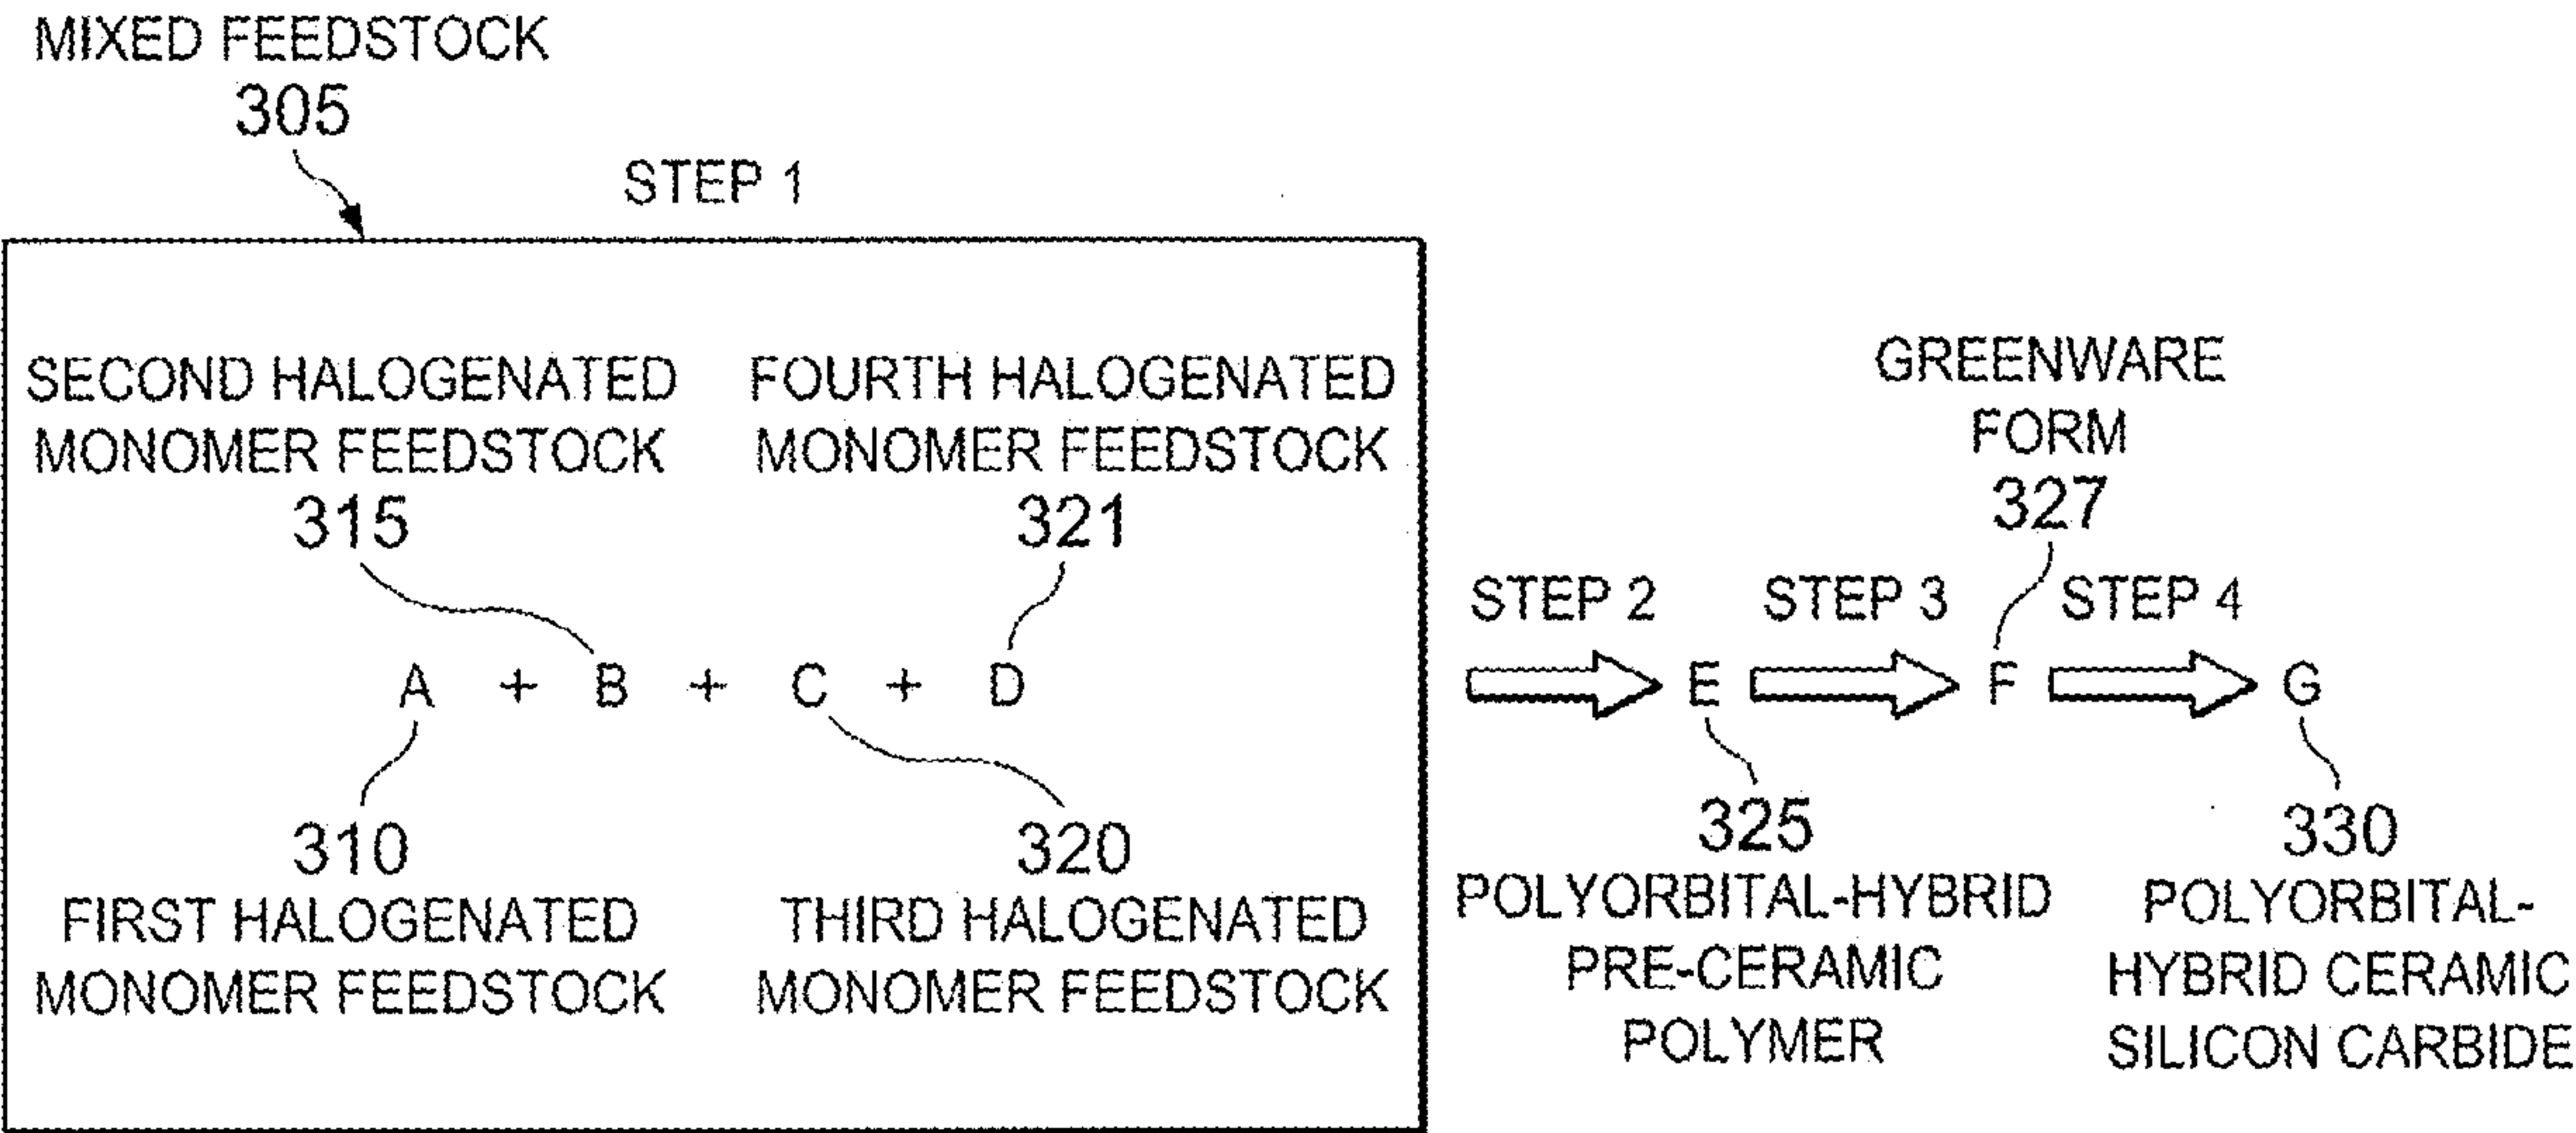 MIXED FEEDSTOCK
305
STEP 1
SECOND HALOGENATED
MONOMER FEEDSTOCK
315
FOURTH HALOGENATED
MONOMER FEEDSTOCK
321
A + B + C + D
310
FIRST HALOGENATED
MONOMER FEEDSTOCK
320
THIRD HALOGENATED
MONOMER FEEDSTOCK
GREENWARE
FORM
327
STEP 2 STEP 3 STEP 4
E F G
325
POLYORBITAL-HYBRID
PRE-CERAMIC
POLYMER
330
POLYORBITAL-
HYBRID CERAMIC
SILICON CARBIDE